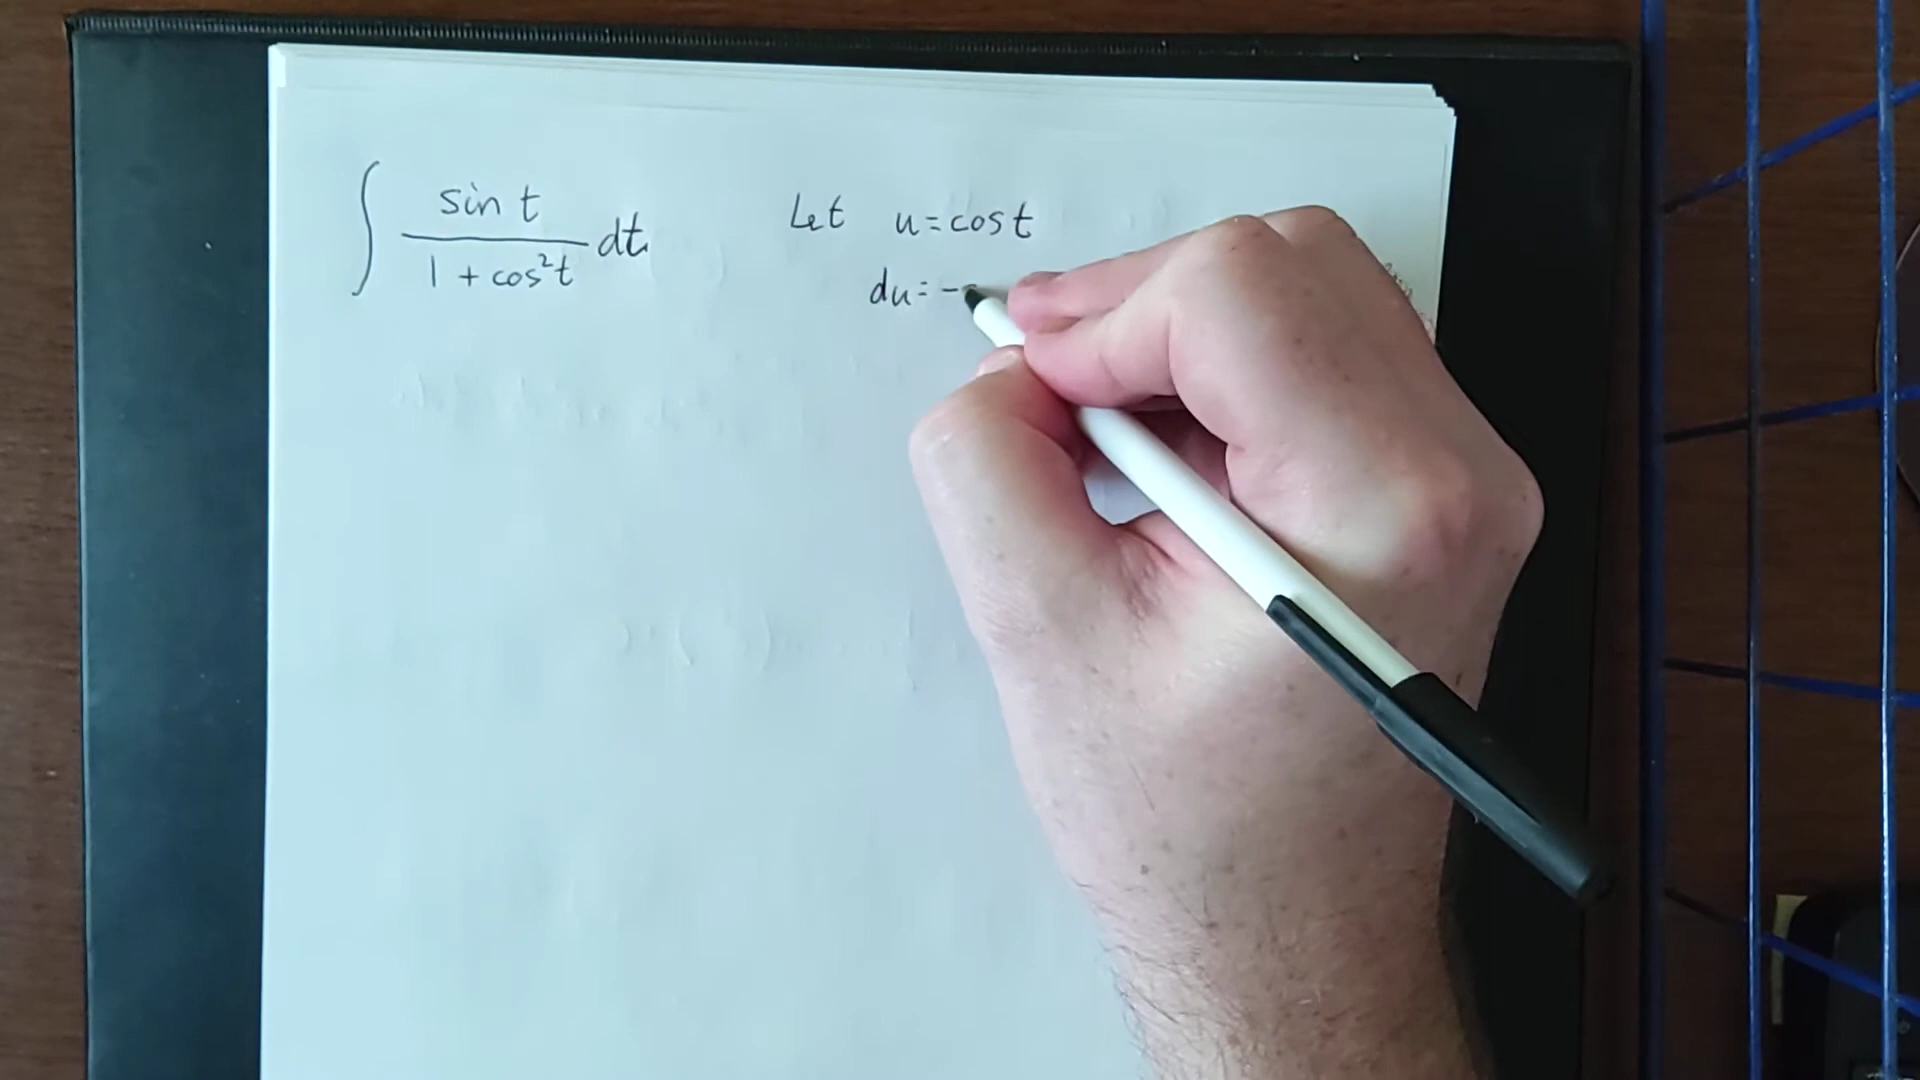 ∫ sin t / (1 + cos²t) dt
Let u = cos t
du = -